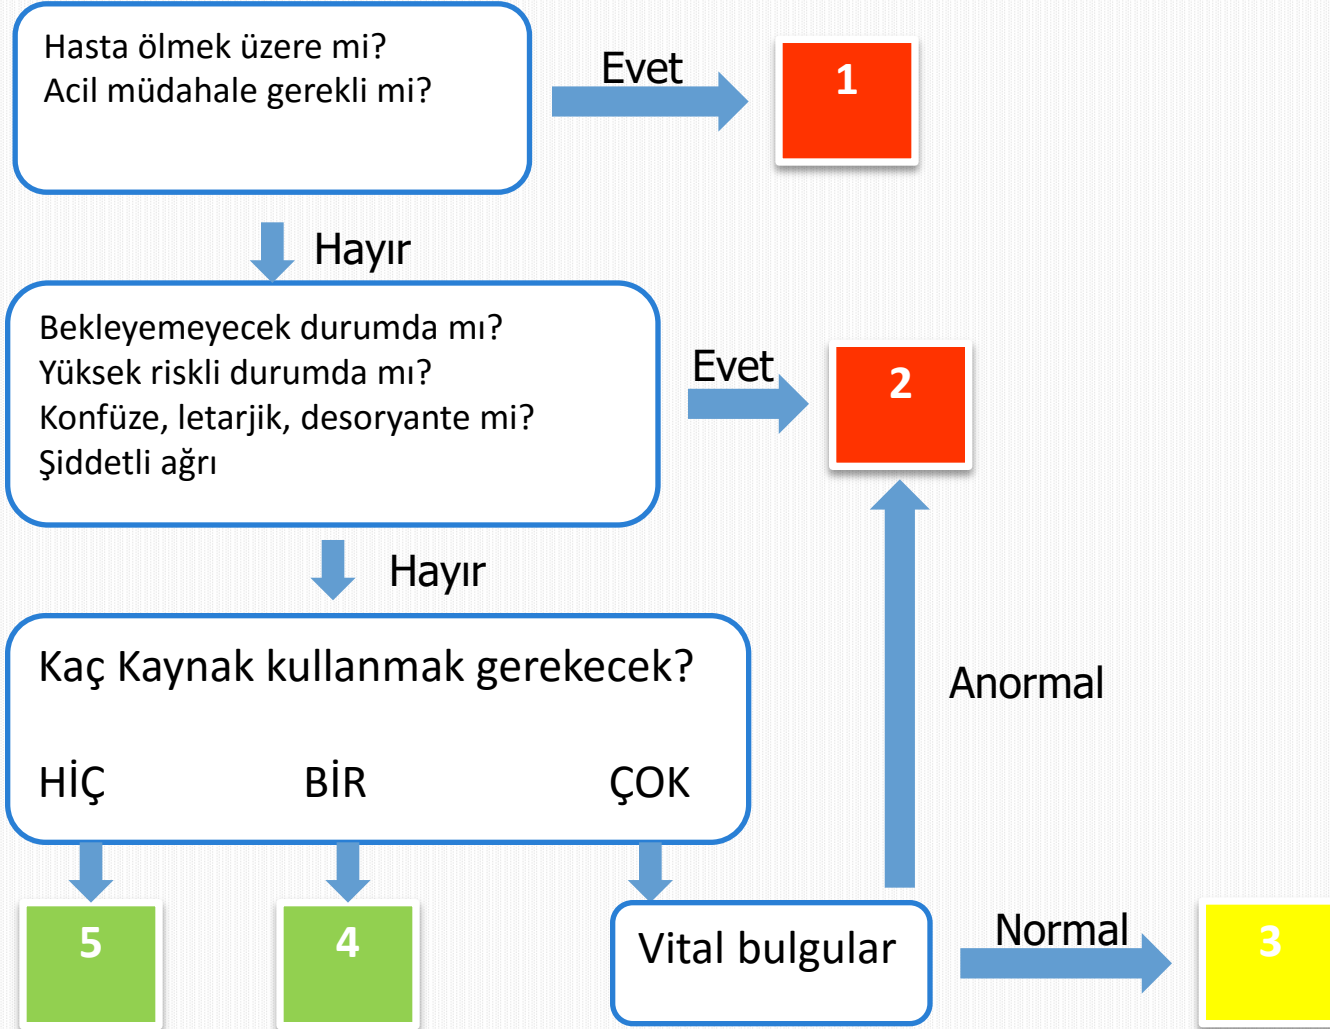 Hasta ölmek üzere mi?
Acil müdahale gerekli mi?
Evet
1
Hayır
Bekleyemeyecek durumda mı?
Yüksek riskli durumda mı?
Konfüze, letarjik, desoryante mi?
Şiddetli ağrı
Evet
2
Hayır
Kaç Kaynak kullanmak gerekecek?
HİÇ BİR ÇOK
Anormal
5
4
Vital bulgular
Normal
3